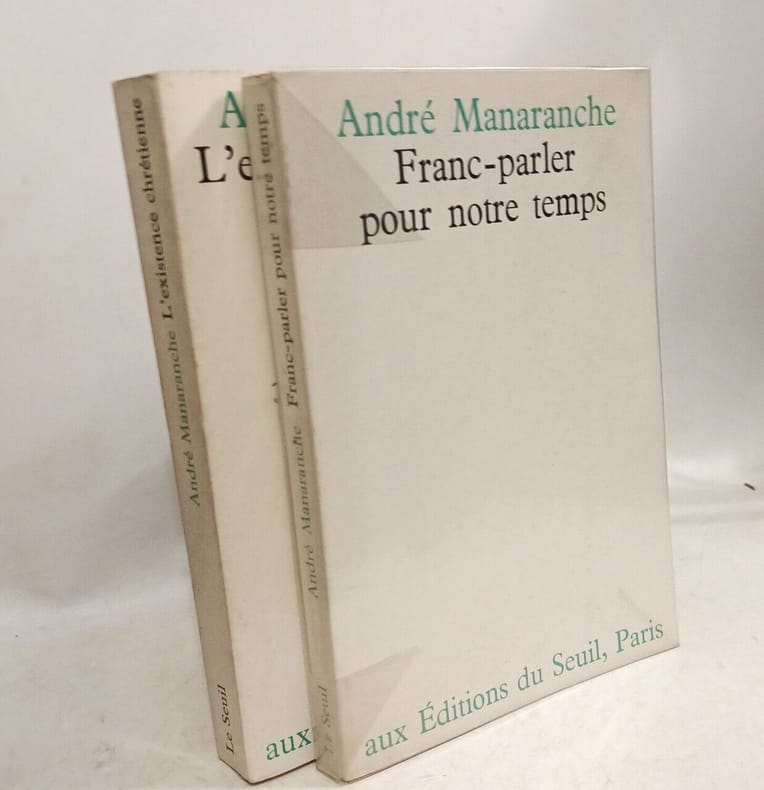 André Manaranche L'existence chrétienne
Le Seuil
A
L'e
aux
André Manaranche Franc-parler pour notre temps
Le Seuil
André Manaranche
Franc-parler
pour notre temps
aux Éditions du Seuil, Paris